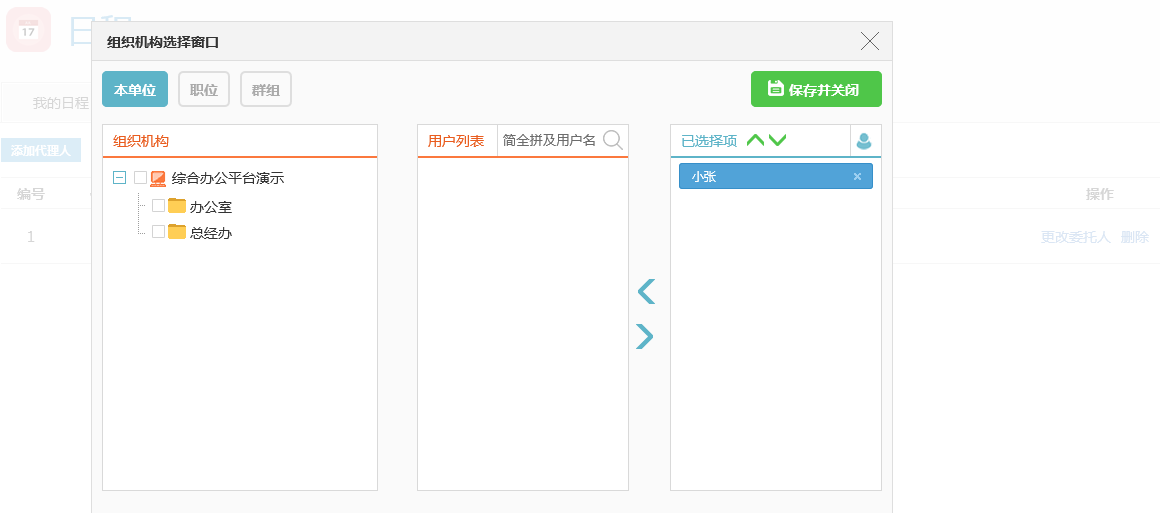 17
日程
组织机构选择窗口
本单位 职位 群组 保存并关闭
我的日程
组织机构 用户列表 简全拼及用户名 已选择项
添加代理人
综合办公平台演示 小张
编号 操作
办公室
总经办
1 更改委托人 删除